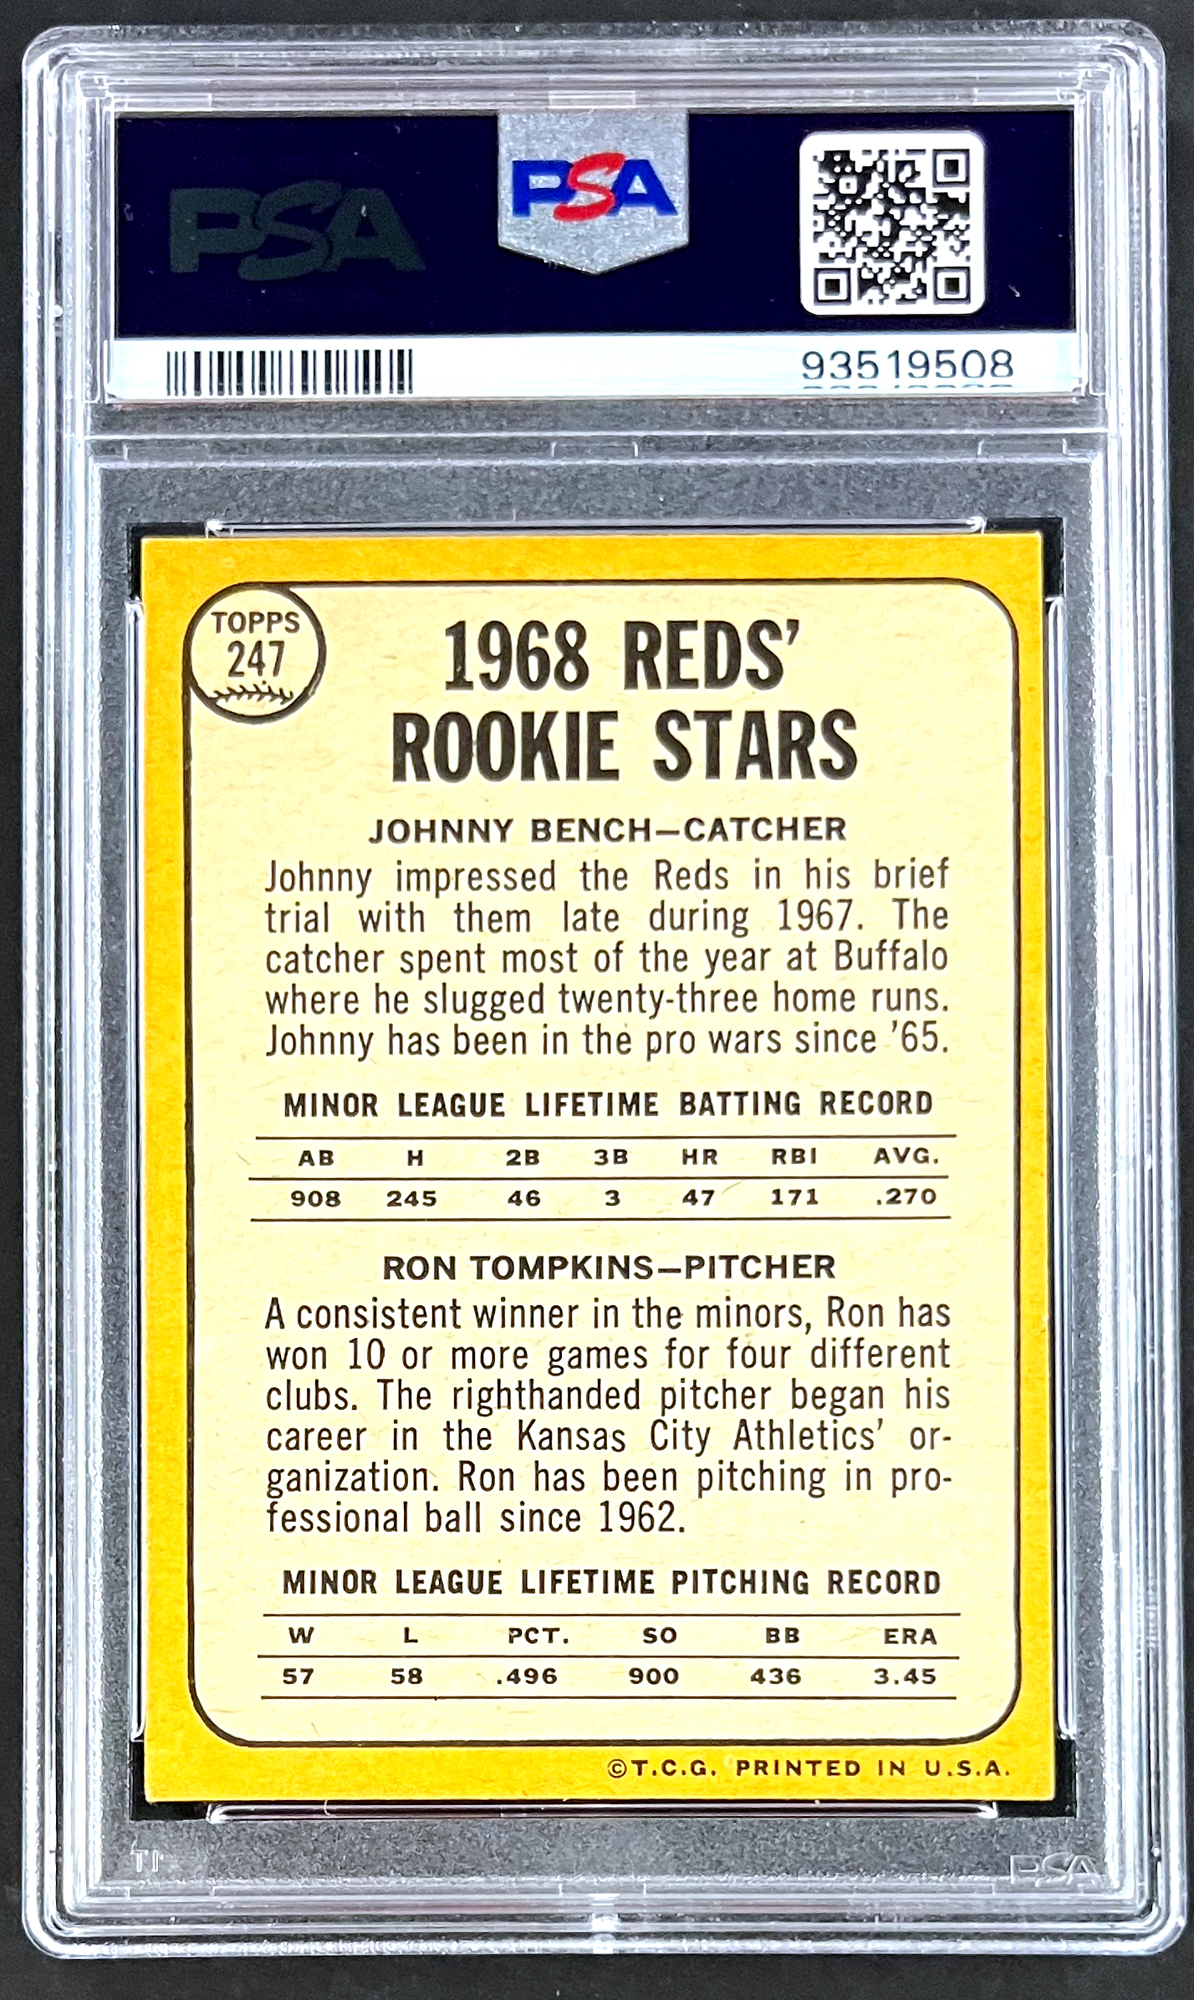 PSA
PSA
93519508
TOPPS
247
1968 REDS'
ROOKIE STARS
JOHNNY BENCH—CATCHER
Johnny impressed the Reds in his brief
trial with them late during 1967. The
catcher spent most of the year at Buffalo
where he slugged twenty-three home runs.
Johnny has been in the pro wars since '65.
MINOR LEAGUE LIFETIME BATTING RECORD
AB H 2B 3B HR RBI AVG.
908 245 46 3 47 171 .270
RON TOMPKINS—PITCHER
A consistent winner in the minors, Ron has
won 10 or more games for four different
clubs. The righthanded pitcher began his
career in the Kansas City Athletics' or-
ganization. Ron has been pitching in pro-
fessional ball since 1962.
MINOR LEAGUE LIFETIME PITCHING RECORD
W L PCT. SO BB ERA
57 58 .496 900 436 3.45
©T.C.G. PRINTED IN U.S.A.
PSA